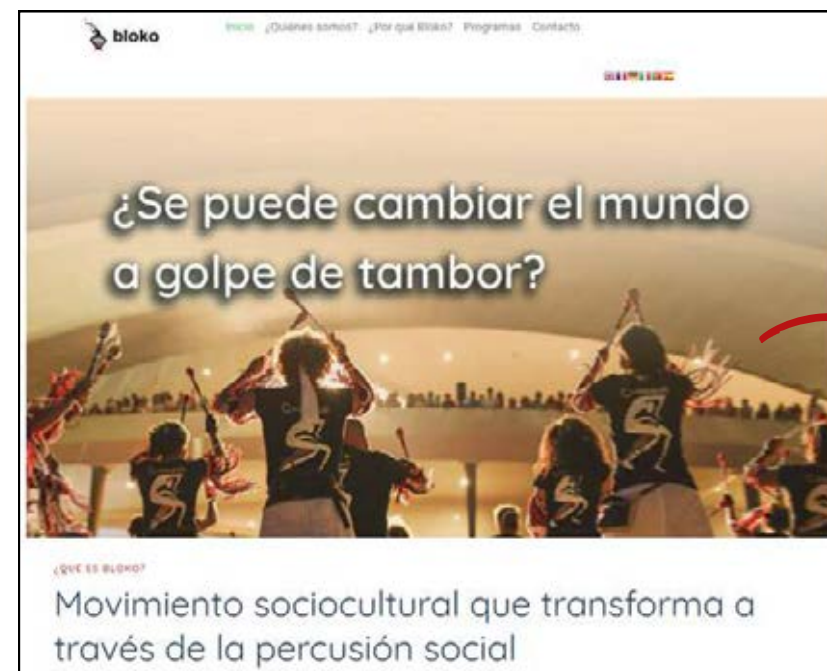 bloko
Inicio ¿Quiénes somos? ¿Por qué Bloko? Programas Contacto
¿Se puede cambiar el mundo
a golpe de tambor?
¿QUÉ ES BLOKO?
Movimiento sociocultural que transforma a
través de la percusión social